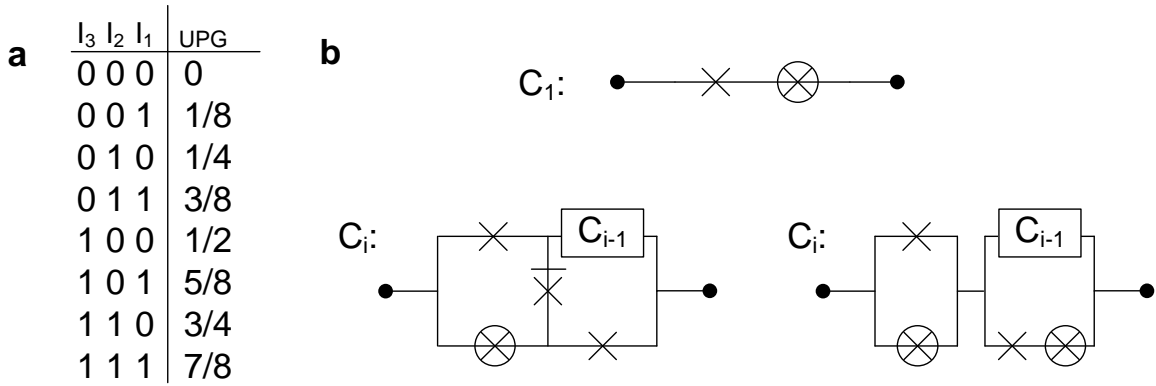 a
I₃ I₂ I₁ UPG
0 0 0 0
0 0 1 1/8
0 1 0 1/4
0 1 1 3/8
1 0 0 1/2
1 0 1 5/8
1 1 0 3/4
1 1 1 7/8
b
C₁:
Cᵢ: Cᵢ₋₁
Cᵢ: Cᵢ₋₁